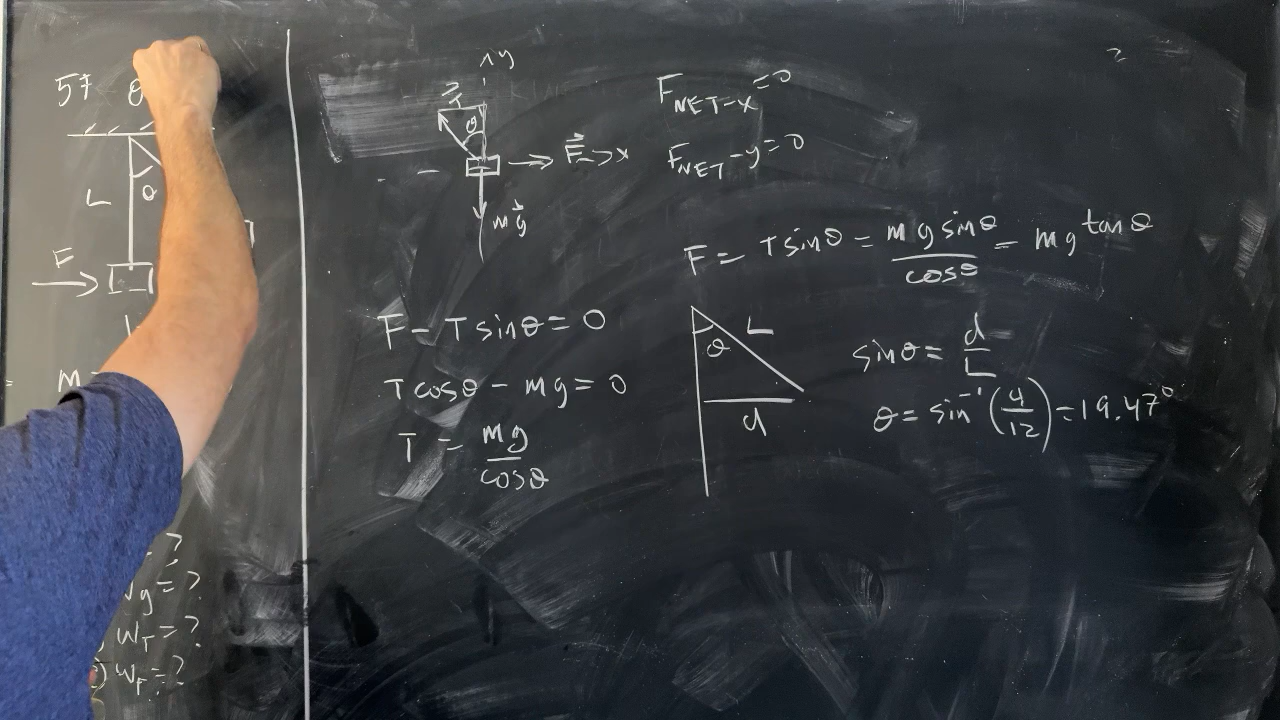 57
θ
L
F
m
?
g = ?
W_T = ?
W_F = ?
y
T
θ
F x
mg
F_NET-x = 0
F_NET-y = 0
F = T sinθ = mg sinθ / cosθ = mg tanθ
F - T sinθ = 0
T cosθ - mg = 0
T = mg / cosθ
θ
L
d
sinθ = d / L
θ = sin⁻¹(4/12) = 19.47°